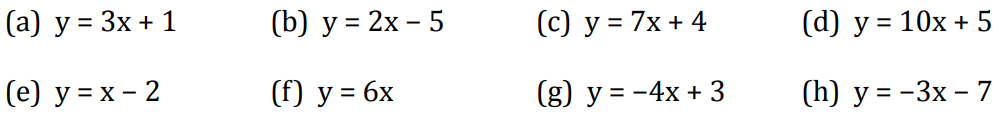 (a) y = 3x + 1 (b) y = 2x − 5 (c) y = 7x + 4 (d) y = 10x + 5
(e) y = x − 2 (f) y = 6x (g) y = −4x + 3 (h) y = −3x − 7